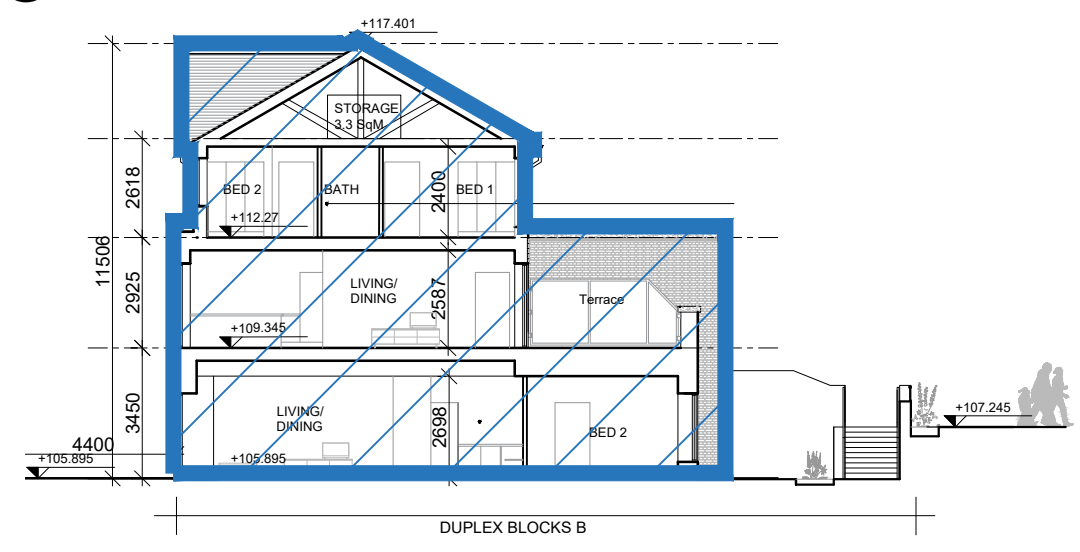 +117.401
STORAGE
3.3 SqM
2618
BED 2
BATH
2400
BED 1
+112.27
11506
2925
LIVING/
DINING
2587
Terrace
+109.345
3450
LIVING/
DINING
2698
BED 2
+107.245
4400
+105.895
+105.895
DUPLEX BLOCKS B